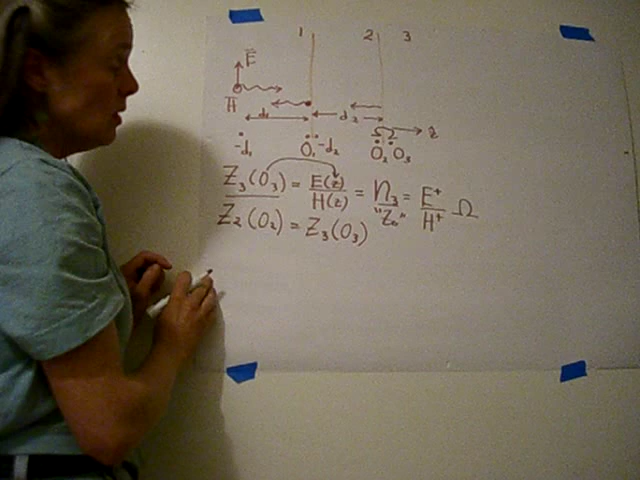 1 2 3
E
H
d₁ d₂ z
-d₁ 0, -d₂ 0₂ 0₃
Z₃(0₃) = E(z)/H(z) = η₃ = E⁺/H⁺ Ω
"Z₀"
Z₂(0₂) = Z₃(0₃)